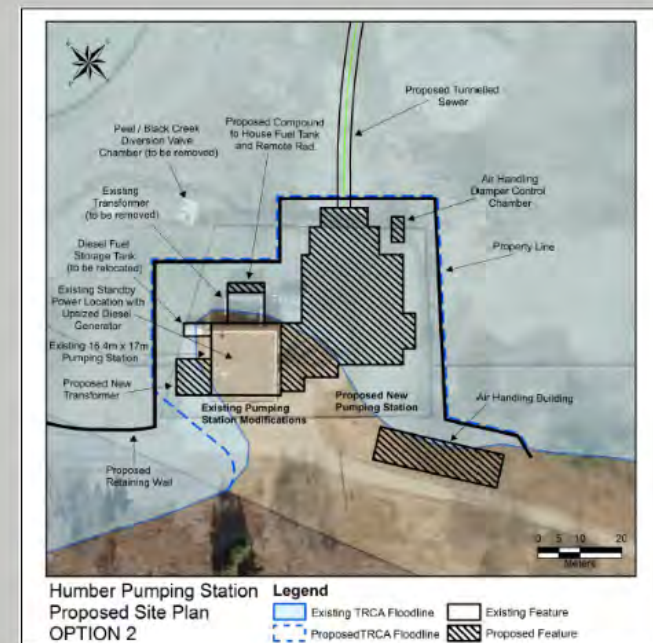 Proposed Tunnelled
Sewer
Proposed Compound
to House Fuel Tank
and Remote Rad.
Peel / Black Creek
Diversion Valve
Chamber (to be removed)
Air Handling
Damper Control
Chamber
Existing
Transformer
(to be removed)
Diesel Fuel
Storage Tank
(to be relocated)
Property Line
Existing Standby
Power Location with
Upsized Diesel
Generator
Existing 16.4m x 17m
Pumping Station
Proposed New
Transformer
Existing Pumping
Station Modifications
Proposed New
Pumping Station
Air Handling Building
Proposed
Retaining Wall
0 5 10 20
Meters
Humber Pumping Station
Proposed Site Plan
OPTION 2
Legend
Existing TRCA Floodline
Existing Feature
Proposed TRCA Floodline
Proposed Feature